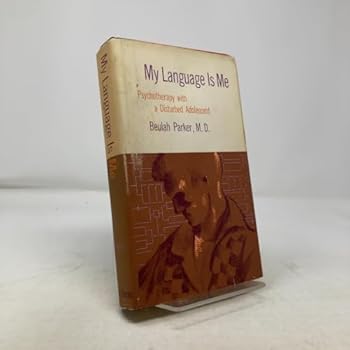 My Language Is Me
Psychotherapy with
a Disturbed Adolescent
Beulah Parker, M. D.
My Language Is Me